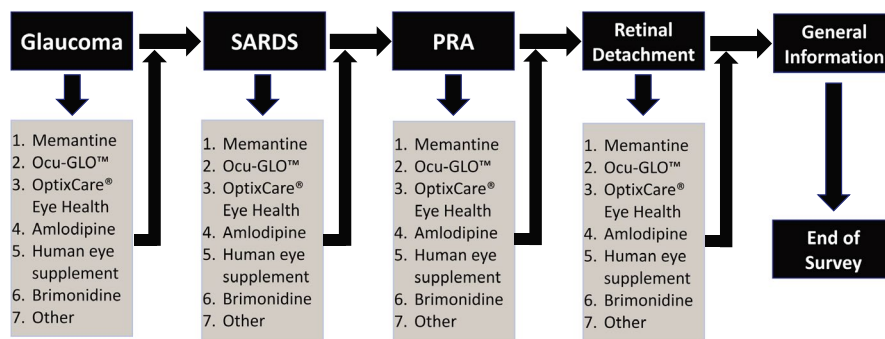 Glaucoma
SARDS
PRA
Retinal
Detachment
General
Information
1. Memantine
2. Ocu-GLO™
3. OptixCare®
Eye Health
4. Amlodipine
5. Human eye
supplement
6. Brimonidine
7. Other
1. Memantine
2. Ocu-GLO™
3. OptixCare®
Eye Health
4. Amlodipine
5. Human eye
supplement
6. Brimonidine
7. Other
1. Memantine
2. Ocu-GLO™
3. OptixCare®
Eye Health
4. Amlodipine
5. Human eye
supplement
6. Brimonidine
7. Other
1. Memantine
2. Ocu-GLO™
3. OptixCare®
Eye Health
4. Amlodipine
5. Human eye
supplement
6. Brimonidine
7. Other
End of
Survey